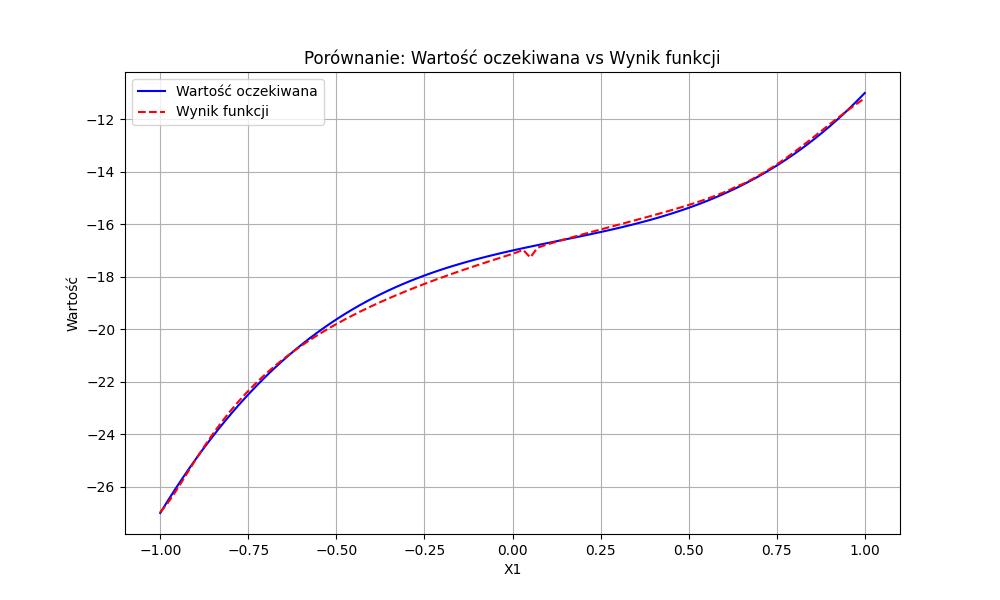 Porównanie: Wartość oczekiwana vs Wynik funkcji
Wartość oczekiwana
Wynik funkcji
Wartość
−12
−14
−16
−18
−20
−22
−24
−26
−1.00 −0.75 −0.50 −0.25 0.00 0.25 0.50 0.75 1.00
X1